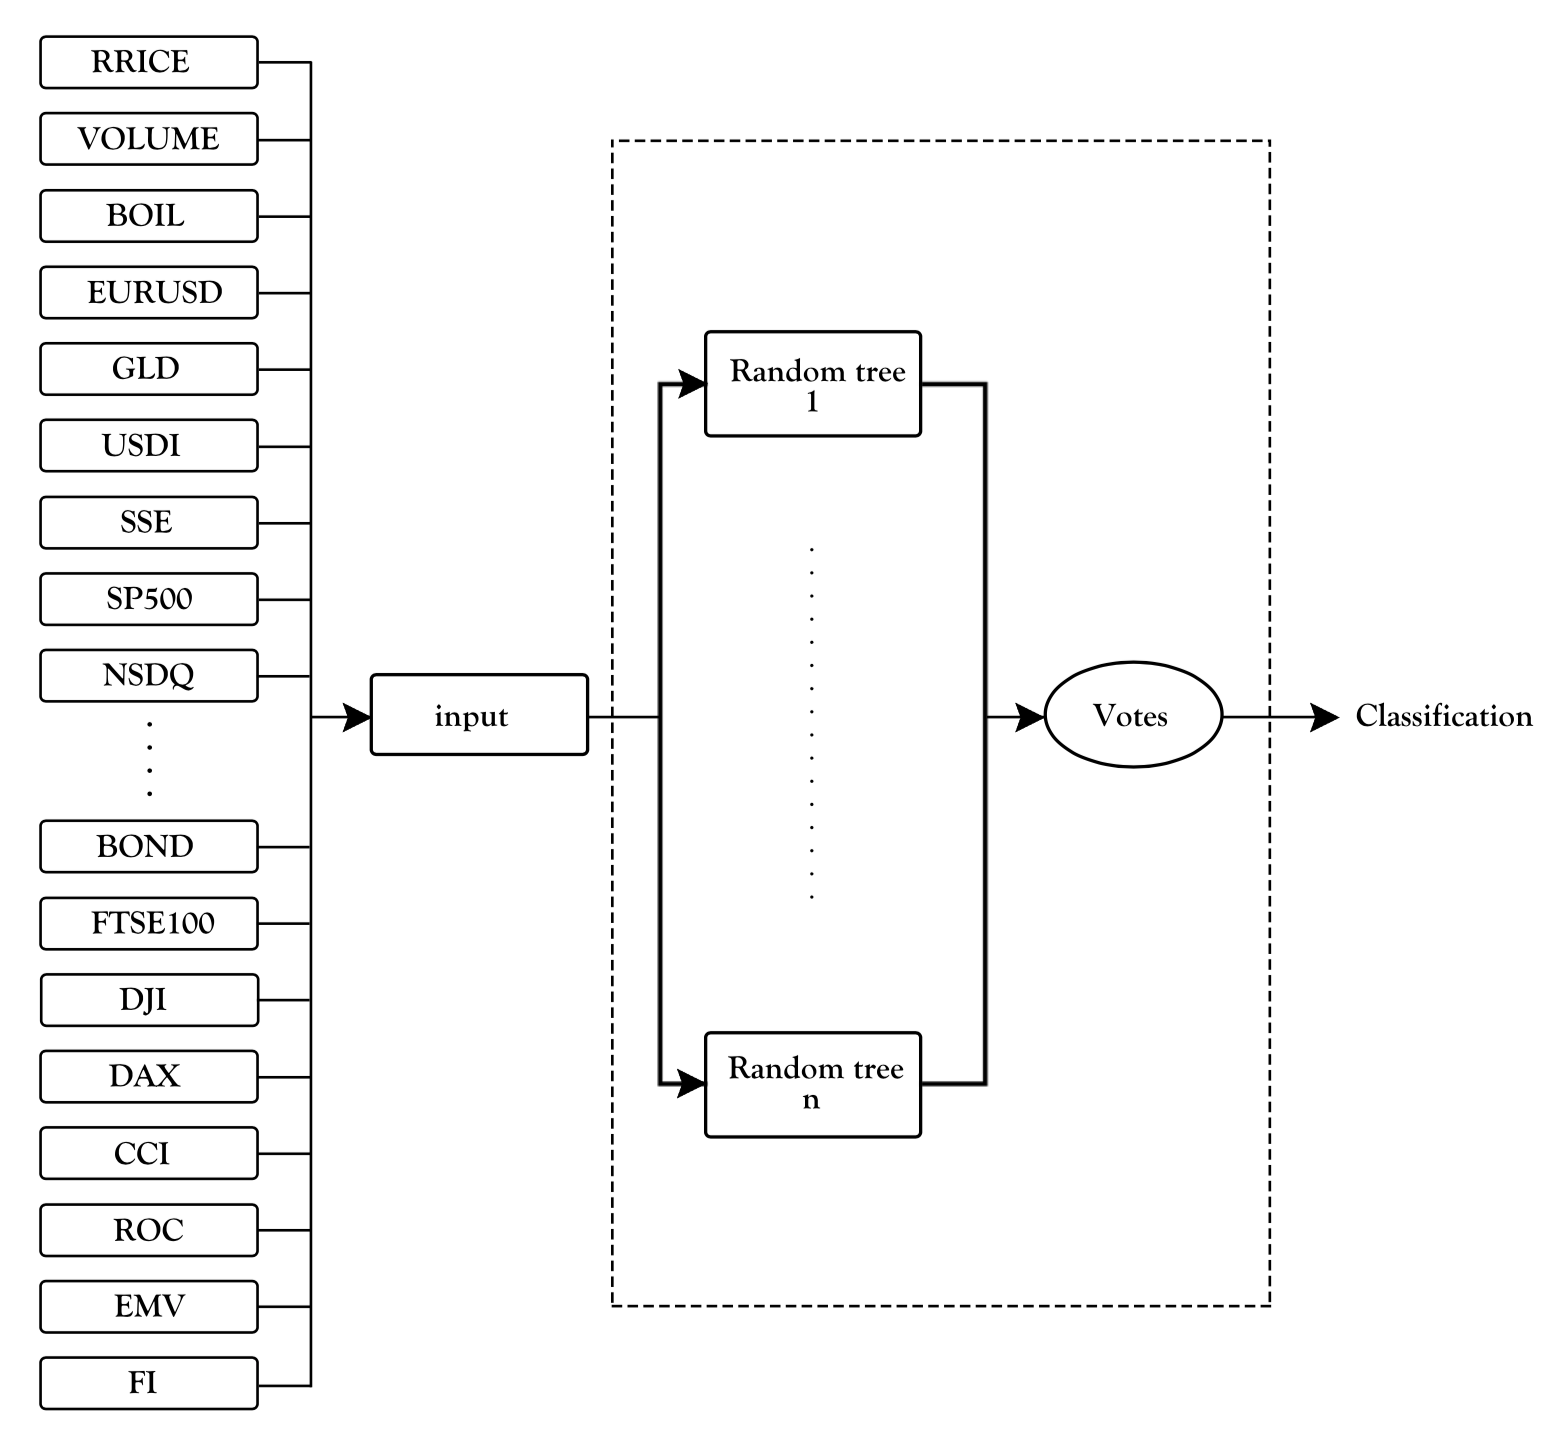 RRICE
VOLUME
BOIL
EURUSD
GLD
USDI
SSE
SP500
NSDQ
BOND
FTSE100
DJI
DAX
CCI
ROC
EMV
FI
input
Random tree
1
Random tree
n
Votes
Classification